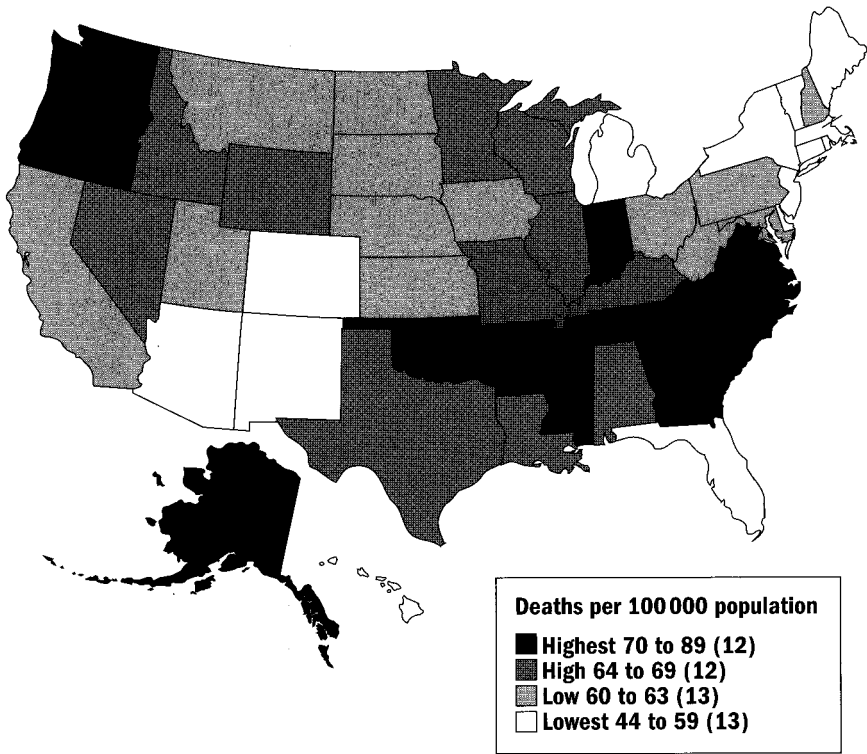 Deaths per 100 000 population
Highest 70 to 89 (12)
High 64 to 69 (12)
Low 60 to 63 (13)
Lowest 44 to 59 (13)